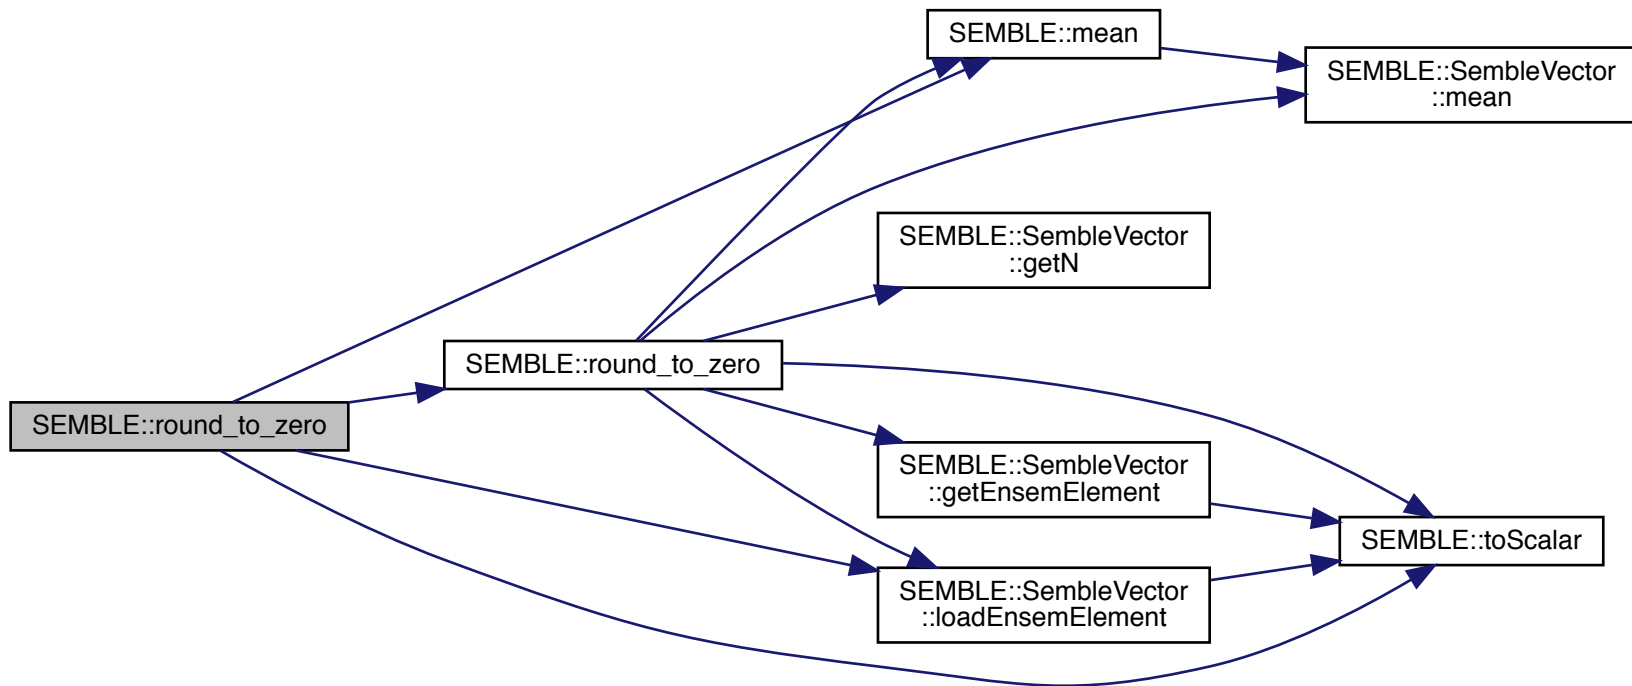 SEMBLE::mean
SEMBLE::SembleVector
::mean
SEMBLE::SembleVector
::getN
SEMBLE::round_to_zero
SEMBLE::round_to_zero
SEMBLE::SembleVector
::getEnsemElement
SEMBLE::toScalar
SEMBLE::SembleVector
::loadEnsemElement